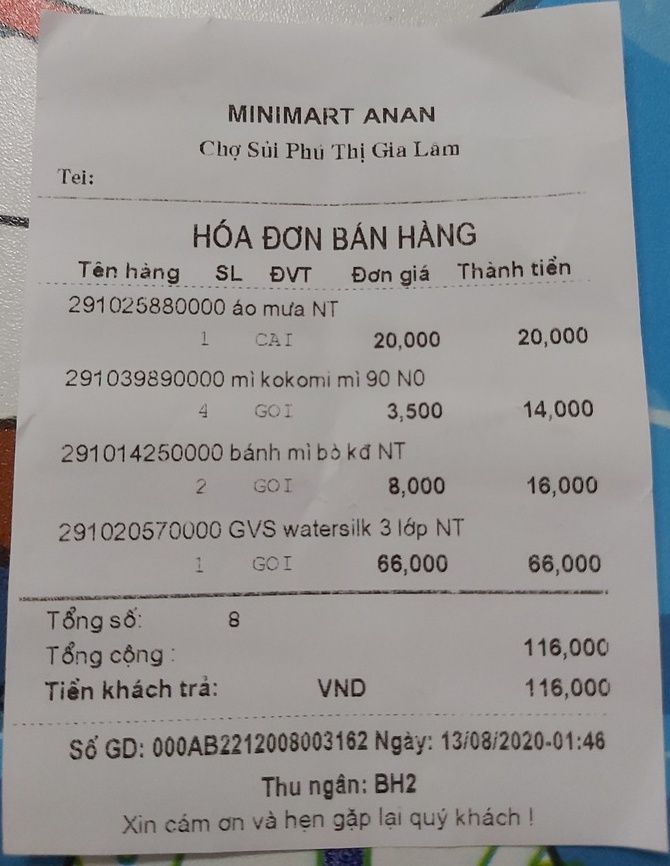 MINIMART ANAN
Chợ Sủi Phú Thị Gia Lâm
Tei:
HÓA ĐƠN BÁN HÀNG
Tên hàng SL ĐVT Đơn giá Thành tiền
291025880000 áo mưa NT
1 CAI 20,000 20,000
291039890000 mì kokomi mì 90 N0
4 GOI 3,500 14,000
291014250000 bánh mì bò kđ NT
2 GOI 8,000 16,000
291020570000 GVS watersilk 3 lớp NT
1 GOI 66,000 66,000
Tổng số: 8
Tổng cộng : 116,000
Tiền khách trả: VND 116,000
Số GD: 000AB2212008003162 Ngày: 13/08/2020-01:46
Thu ngân: BH2
Xin cám ơn và hẹn gặp lại quý khách !